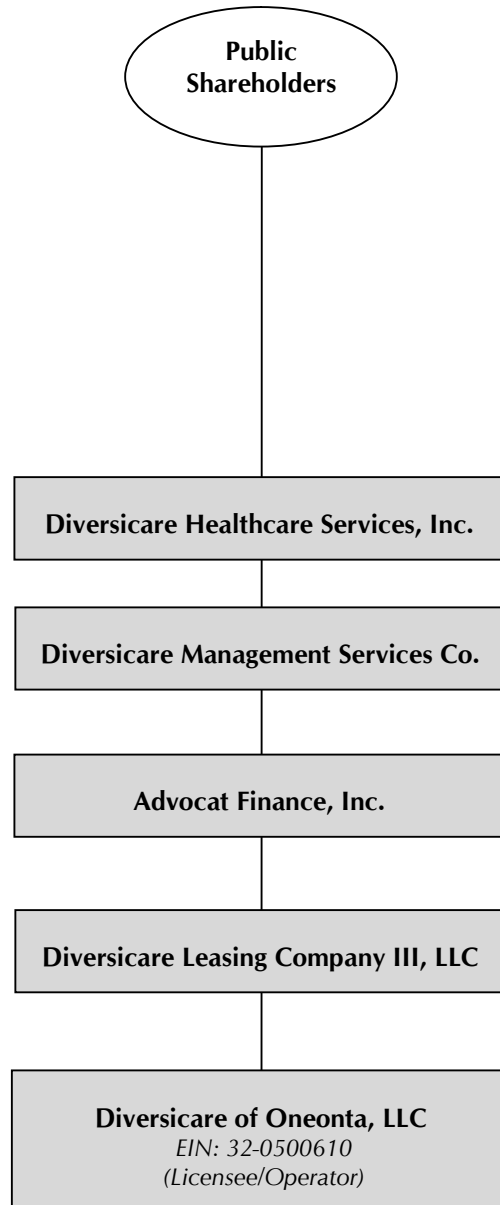 Public
Shareholders
Diversicare Healthcare Services, Inc.
Diversicare Management Services Co.
Advocat Finance, Inc.
Diversicare Leasing Company III, LLC
Diversicare of Oneonta, LLC
EIN: 32-0500610
(Licensee/Operator)